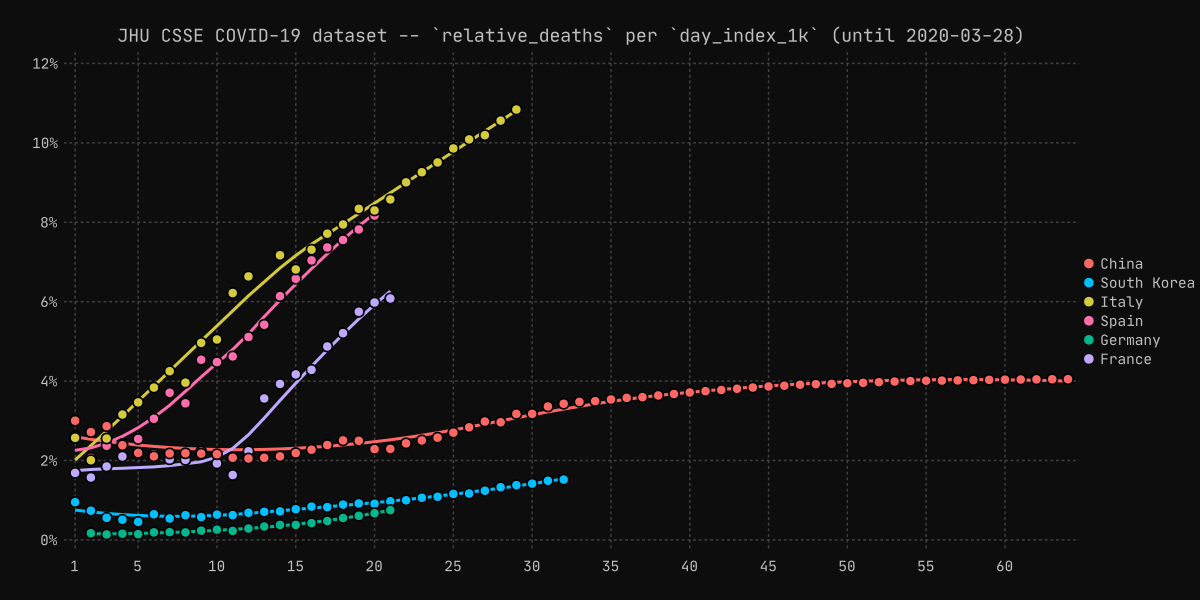 JHU CSSE COVID-19 dataset -- `relative_deaths` per `day_index_1k` (until 2020-03-28)
12%
10%
8%
6%
4%
2%
0%
1 5 10 15 20 25 30 35 40 45 50 55 60
China
South Korea
Italy
Spain
Germany
France